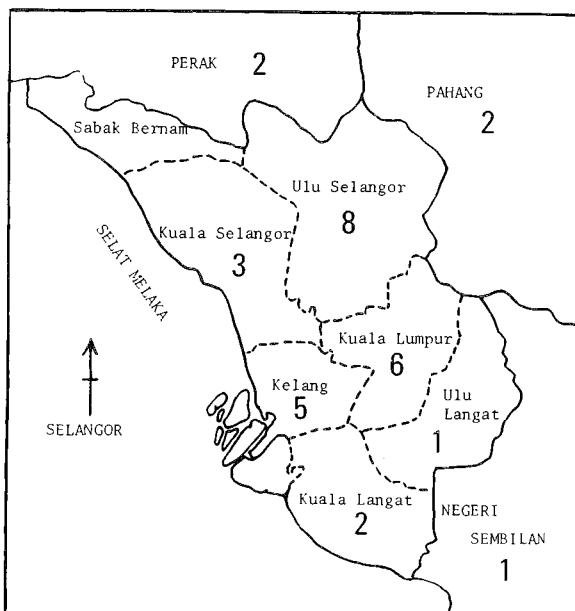 PERAK 2
PAHANG
2
Sabak Bernam
Ulu Selangor
8
Kuala Selangor
3
SELAT MELAKA
Kuala Lumpur
6
Kelang
5
Ulu
Langat
1
SELANGOR
Kuala Langat
2
NEGERI
SEMBILAN
1